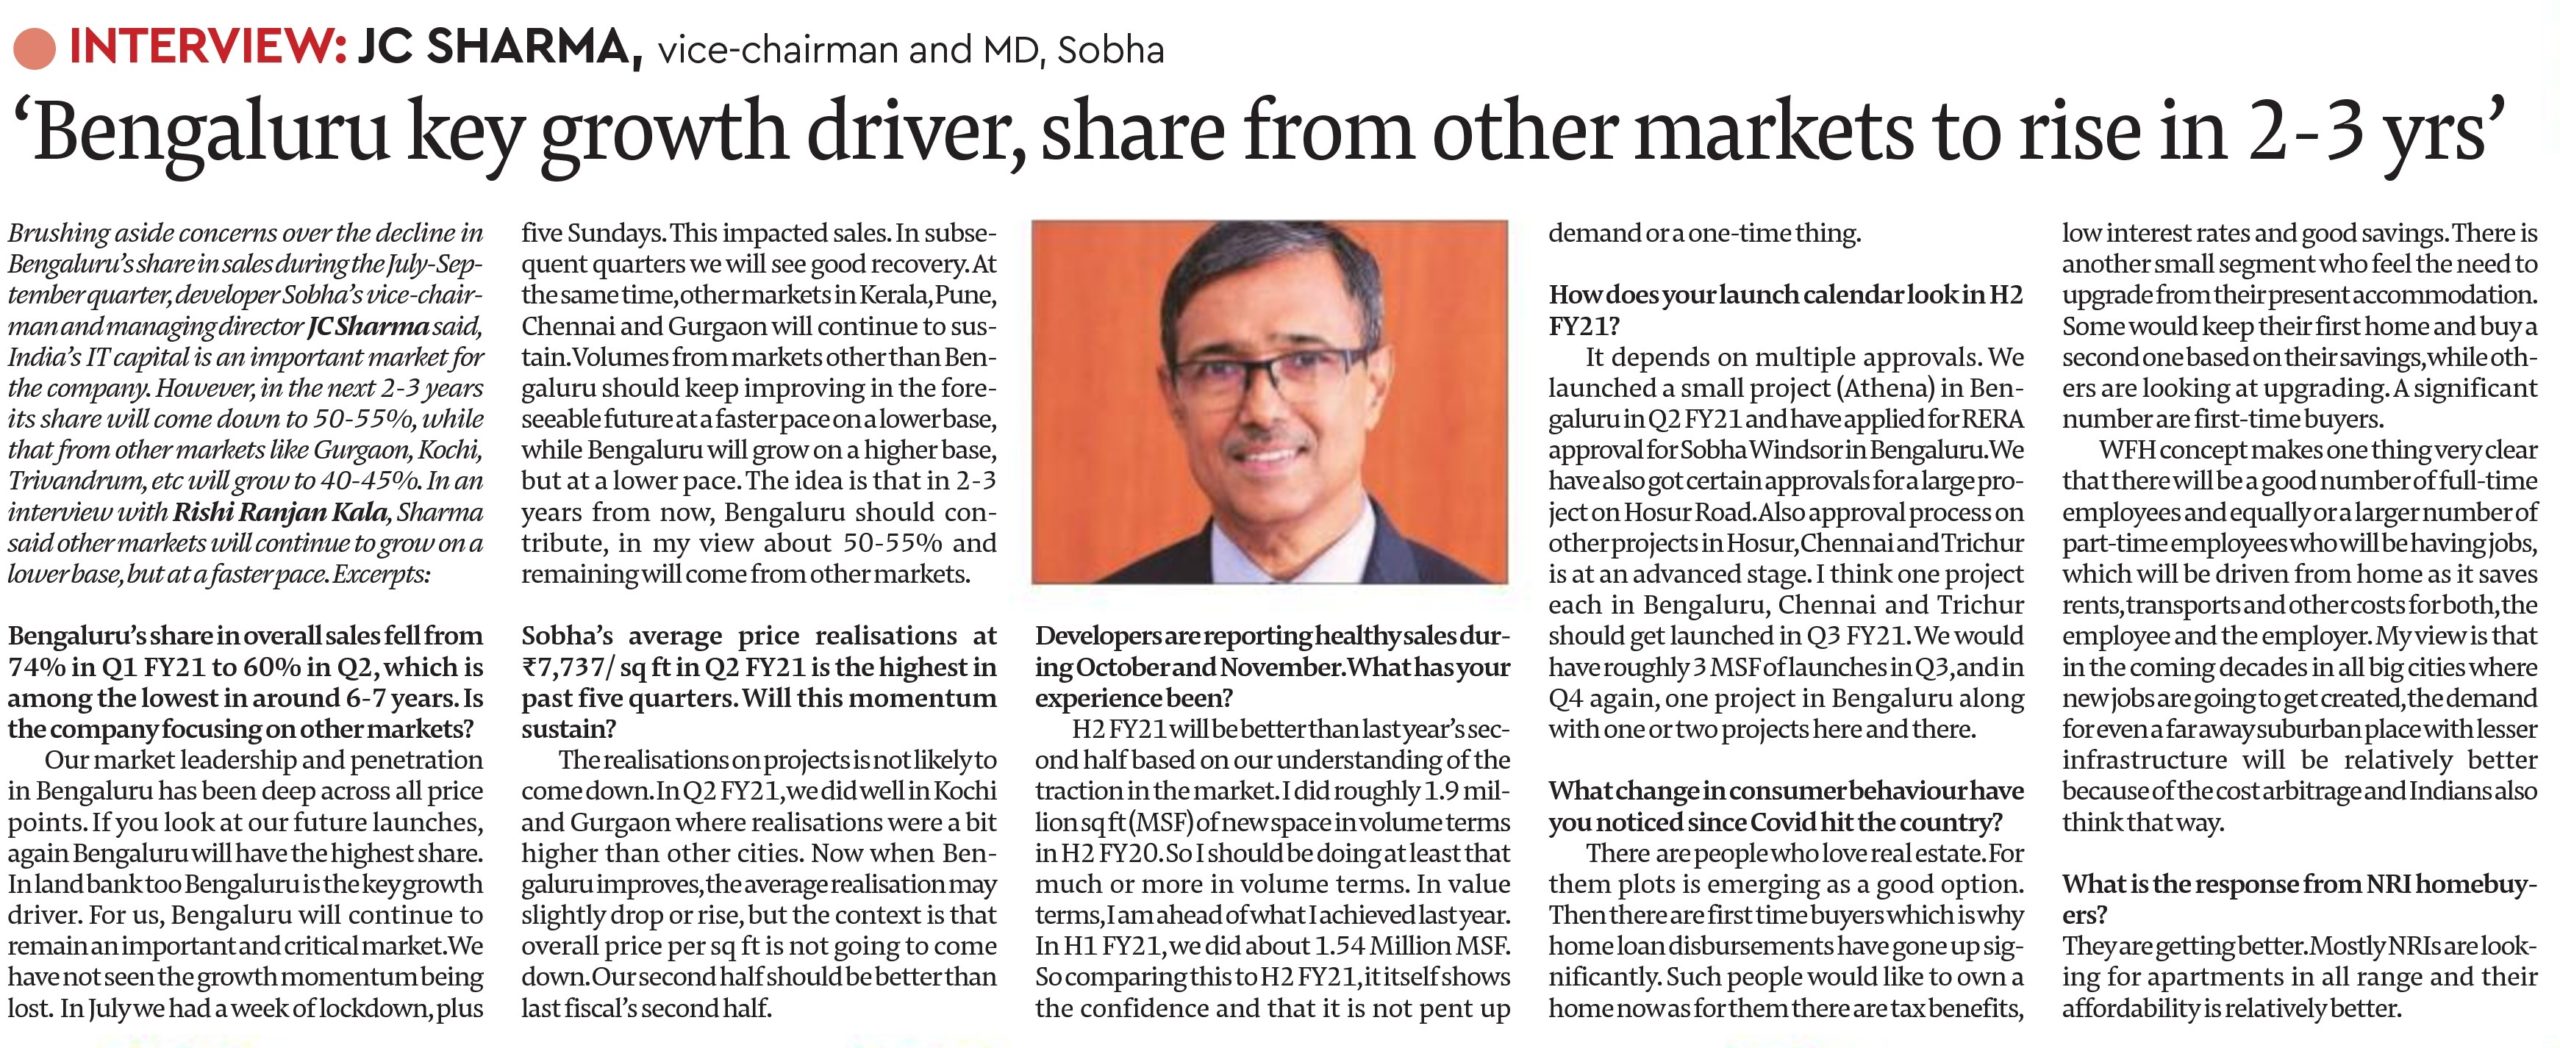 INTERVIEW: JC SHARMA, vice-chairman and MD, Sobha
‘Bengaluru key growth driver, share from other markets to rise in 2-3 yrs’
Brushing aside concerns over the decline in
Bengaluru’s share in sales during the July-Sep-
tember quarter, developer Sobha’s vice-chair-
man and managing director JC Sharma said,
India’s IT capital is an important market for
the company. However, in the next 2-3 years
its share will come down to 50-55%, while
that from other markets like Gurgaon, Kochi,
Trivandrum, etc will grow to 40-45%. In an
interview with Rishi Ranjan Kala, Sharma
said other markets will continue to grow on a
lower base, but at a faster pace. Excerpts:
Bengaluru’s share in overall sales fell from
74% in Q1 FY21 to 60% in Q2, which is
among the lowest in around 6-7 years. Is
the company focusing on other markets?
Our market leadership and penetration
in Bengaluru has been deep across all price
points. If you look at our future launches,
again Bengaluru will have the highest share.
In land bank too Bengaluru is the key growth
driver. For us, Bengaluru will continue to
remain an important and critical market. We
have not seen the growth momentum being
lost. In July we had a week of lockdown, plus
five Sundays. This impacted sales. In subse-
quent quarters we will see good recovery. At
the same time, other markets in Kerala, Pune,
Chennai and Gurgaon will continue to sus-
tain. Volumes from markets other than Ben-
galuru should keep improving in the fore-
seeable future at a faster pace on a lower base,
while Bengaluru will grow on a higher base,
but at a lower pace. The idea is that in 2-3
years from now, Bengaluru should con-
tribute, in my view about 50-55% and
remaining will come from other markets.
Sobha’s average price realisations at
₹7,737/ sq ft in Q2 FY21 is the highest in
past five quarters. Will this momentum
sustain?
The realisations on projects is not likely to
come down. In Q2 FY21, we did well in Kochi
and Gurgaon where realisations were a bit
higher than other cities. Now when Ben-
galuru improves, the average realisation may
slightly drop or rise, but the context is that
overall price per sq ft is not going to come
down. Our second half should be better than
last fiscal’s second half.
Developers are reporting healthy sales dur-
ing October and November. What has your
experience been?
H2 FY21 will be better than last year’s sec-
ond half based on our understanding of the
traction in the market. I did roughly 1.9 mil-
lion sq ft (MSF) of new space in volume terms
in H2 FY20. So I should be doing at least that
much or more in volume terms. In value
terms, I am ahead of what I achieved last year.
In H1 FY21, we did about 1.54 Million MSF.
So comparing this to H2 FY21, it itself shows
the confidence and that it is not pent up
demand or a one-time thing.
How does your launch calendar look in H2
FY21?
It depends on multiple approvals. We
launched a small project (Athena) in Ben-
galuru in Q2 FY21 and have applied for RERA
approval for Sobha Windsor in Bengaluru. We
have also got certain approvals for a large pro-
ject on Hosur Road. Also approval process on
other projects in Hosur, Chennai and Trichur
is at an advanced stage. I think one project
each in Bengaluru, Chennai and Trichur
should get launched in Q3 FY21. We would
have roughly 3 MSF of launches in Q3, and in
Q4 again, one project in Bengaluru along
with one or two projects here and there.
What change in consumer behaviour have
you noticed since Covid hit the country?
There are people who love real estate. For
them plots is emerging as a good option.
Then there are first time buyers which is why
home loan disbursements have gone up sig-
nificantly. Such people would like to own a
home now as for them there are tax benefits,
low interest rates and good savings. There is
another small segment who feel the need to
upgrade from their present accommodation.
Some would keep their first home and buy a
second one based on their savings, while oth-
ers are looking at upgrading. A significant
number are first-time buyers.
WFH concept makes one thing very clear
that there will be a good number of full-time
employees and equally or a larger number of
part-time employees who will be having jobs,
which will be driven from home as it saves
rents, transports and other costs for both, the
employee and the employer. My view is that
in the coming decades in all big cities where
new jobs are going to get created, the demand
for even a far away suburban place with lesser
infrastructure will be relatively better
because of the cost arbitrage and Indians also
think that way.
What is the response from NRI homebuy-
ers?
They are getting better. Mostly NRIs are look-
ing for apartments in all range and their
affordability is relatively better.